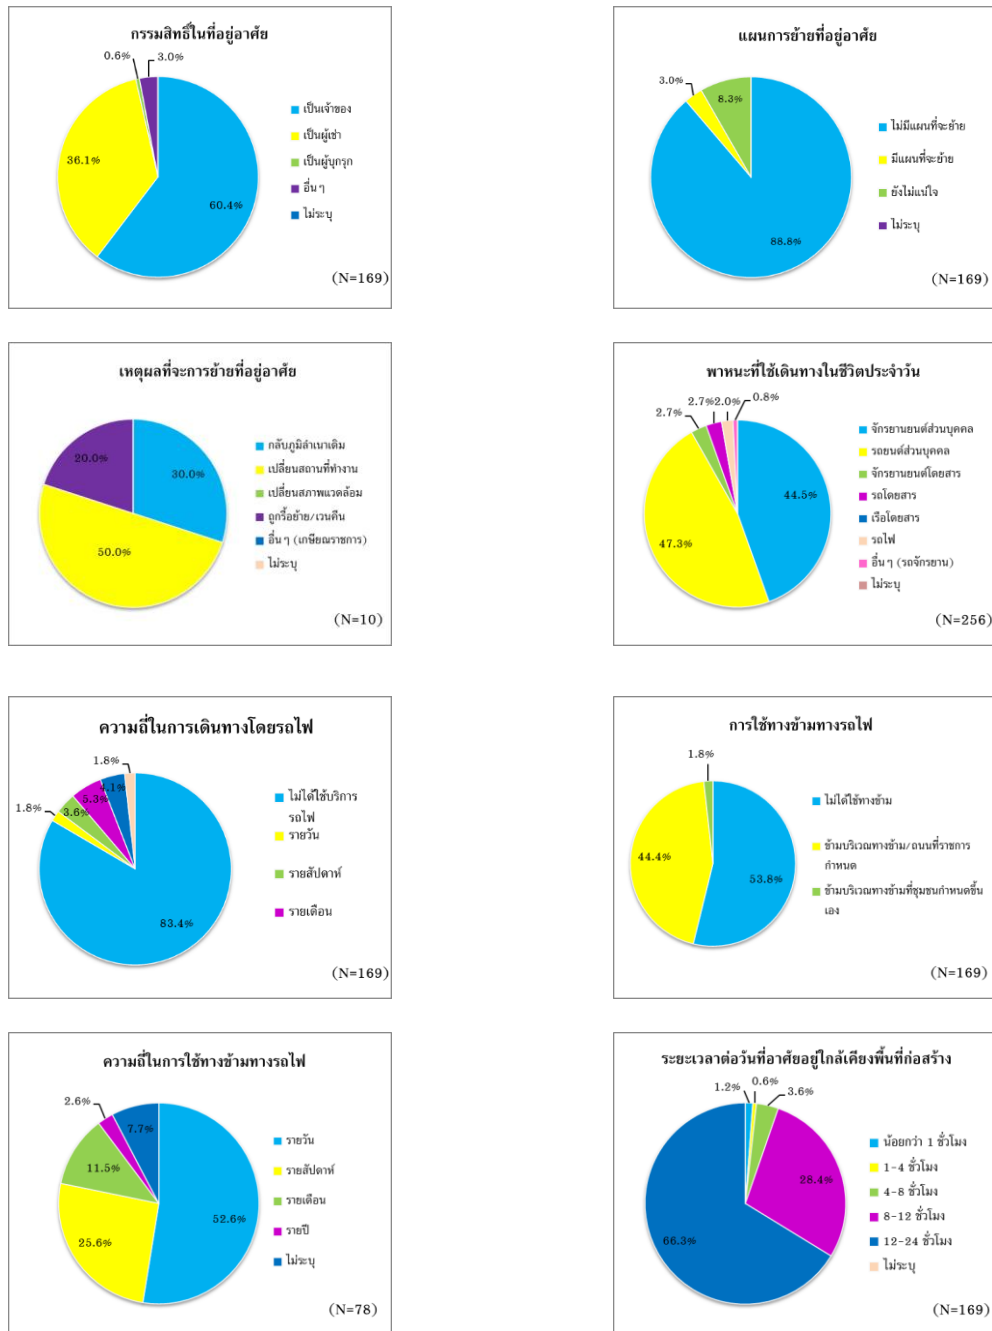 กรรมสิทธิ์ในที่อยู่อาศัย
0.6%
3.0%
36.1%
60.4%
เป็นเจ้าของ
เป็นผู้เช่า
เป็นผู้บุกรุก
อื่น ๆ
ไม่ระบุ
(N=169)
แผนการย้ายที่อยู่อาศัย
3.0%
8.3%
88.8%
ไม่มีแผนที่จะย้าย
มีแผนที่จะย้าย
ยังไม่แน่ใจ
ไม่ระบุ
(N=169)
เหตุผลที่จะการย้ายที่อยู่อาศัย
20.0%
30.0%
50.0%
กลับภูมิลำเนาเดิม
เปลี่ยนสถานที่ทำงาน
เปลี่ยนสภาพแวดล้อม
ถูกรื้อย้าย/เวนคืน
อื่น ๆ (เกษียณราชการ)
ไม่ระบุ
(N=10)
พาหนะที่ใช้เดินทางในชีวิตประจำวัน
2.7%
2.7%
2.0%
0.8%
44.5%
47.3%
จักรยานยนต์ส่วนบุคคล
รถยนต์ส่วนบุคคล
จักรยานยนต์โดยสาร
รถโดยสาร
เรือโดยสาร
รถไฟ
อื่น ๆ (รถจักรยาน)
ไม่ระบุ
(N=256)
ความถี่ในการเดินทางโดยรถไฟ
1.8%
4.1%
5.3%
3.6%
1.8%
83.4%
ไม่ได้ใช้บริการ
รถไฟ
รายวัน
รายสัปดาห์
รายเดือน
(N=169)
การใช้ทางข้ามทางรถไฟ
1.8%
44.4%
53.8%
ไม่ได้ใช้ทางข้าม
ข้ามบริเวณทางข้าม/ถนนที่ราชการ
กำหนด
ข้ามบริเวณทางข้ามที่ชุมชนกำหนดขึ้น
เอง
(N=169)
ความถี่ในการใช้ทางข้ามทางรถไฟ
2.6%
7.7%
11.5%
25.6%
52.6%
รายวัน
รายสัปดาห์
รายเดือน
รายปี
ไม่ระบุ
(N=78)
ระยะเวลาต่อวันที่อาศัยอยู่ใกล้เคียงพื้นที่ก่อสร้าง
1.2%
0.6%
3.6%
28.4%
66.3%
น้อยกว่า 1 ชั่วโมง
1-4 ชั่วโมง
4-8 ชั่วโมง
8-12 ชั่วโมง
12-24 ชั่วโมง
ไม่ระบุ
(N=169)